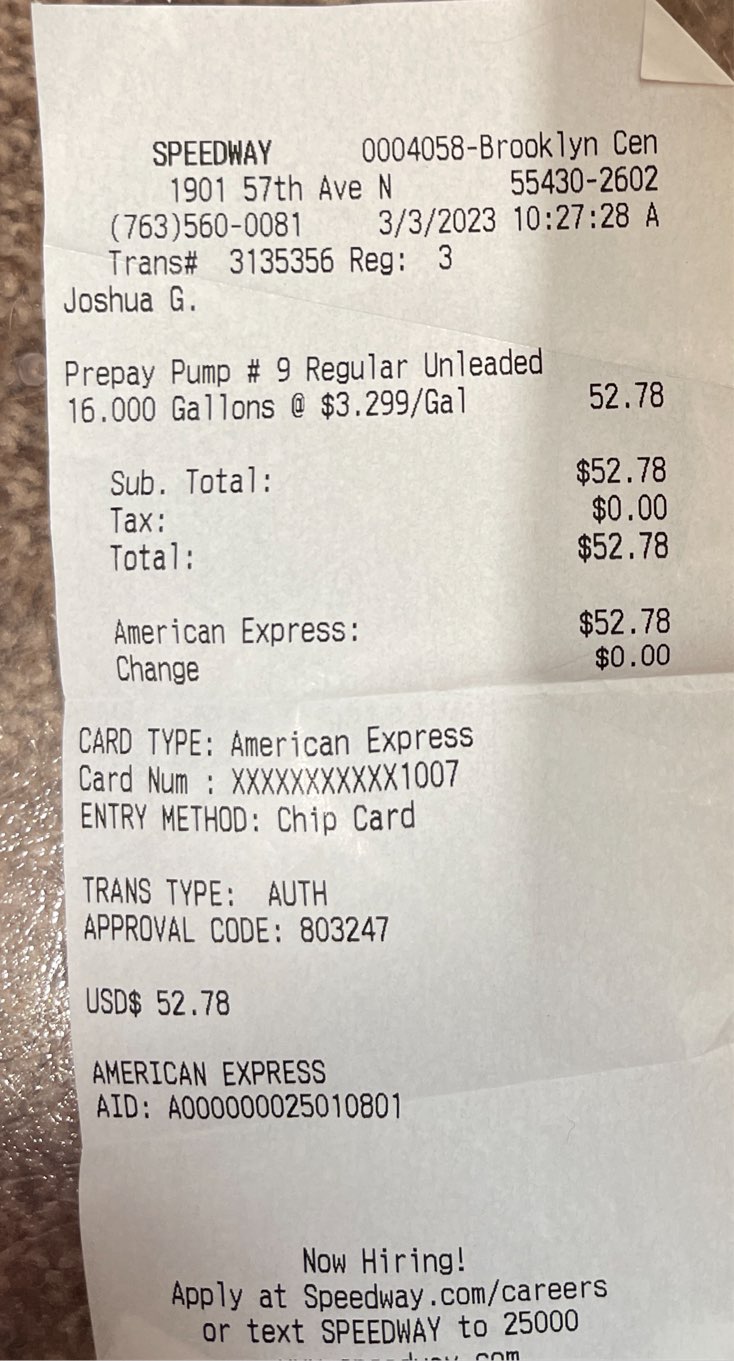 SPEEDWAY 0004058-Brooklyn Cen
1901 57th Ave N 55430-2602
(763)560-0081 3/3/2023 10:27:28 A
Trans# 3135356 Reg: 3
Joshua G.
Prepay Pump # 9 Regular Unleaded
16.000 Gallons @ $3.299/Gal 52.78
Sub. Total: $52.78
Tax: $0.00
Total: $52.78
American Express: $52.78
Change $0.00
CARD TYPE: American Express
Card Num : XXXXXXXXXXX1007
ENTRY METHOD: Chip Card
TRANS TYPE: AUTH
APPROVAL CODE: 803247
USD$ 52.78
AMERICAN EXPRESS
AID: A000000025010801
Now Hiring!
Apply at Speedway.com/careers
or text SPEEDWAY to 25000